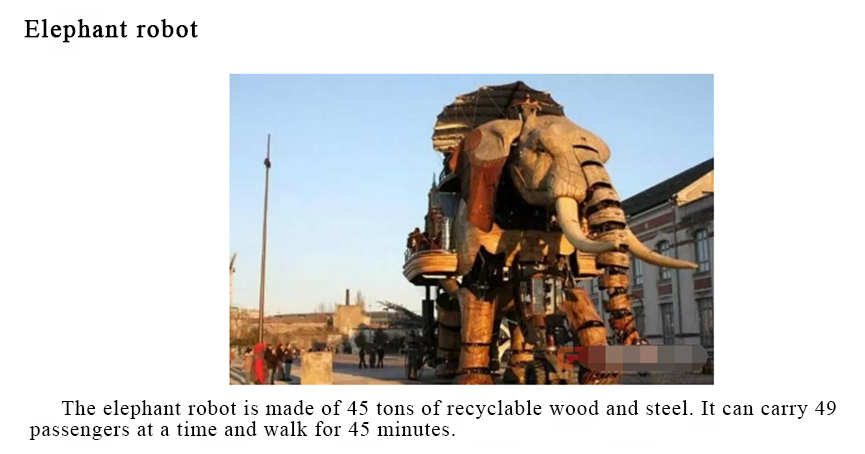 Elephant robot
The elephant robot is made of 45 tons of recyclable wood and steel. It can carry 49
passengers at a time and walk for 45 minutes.